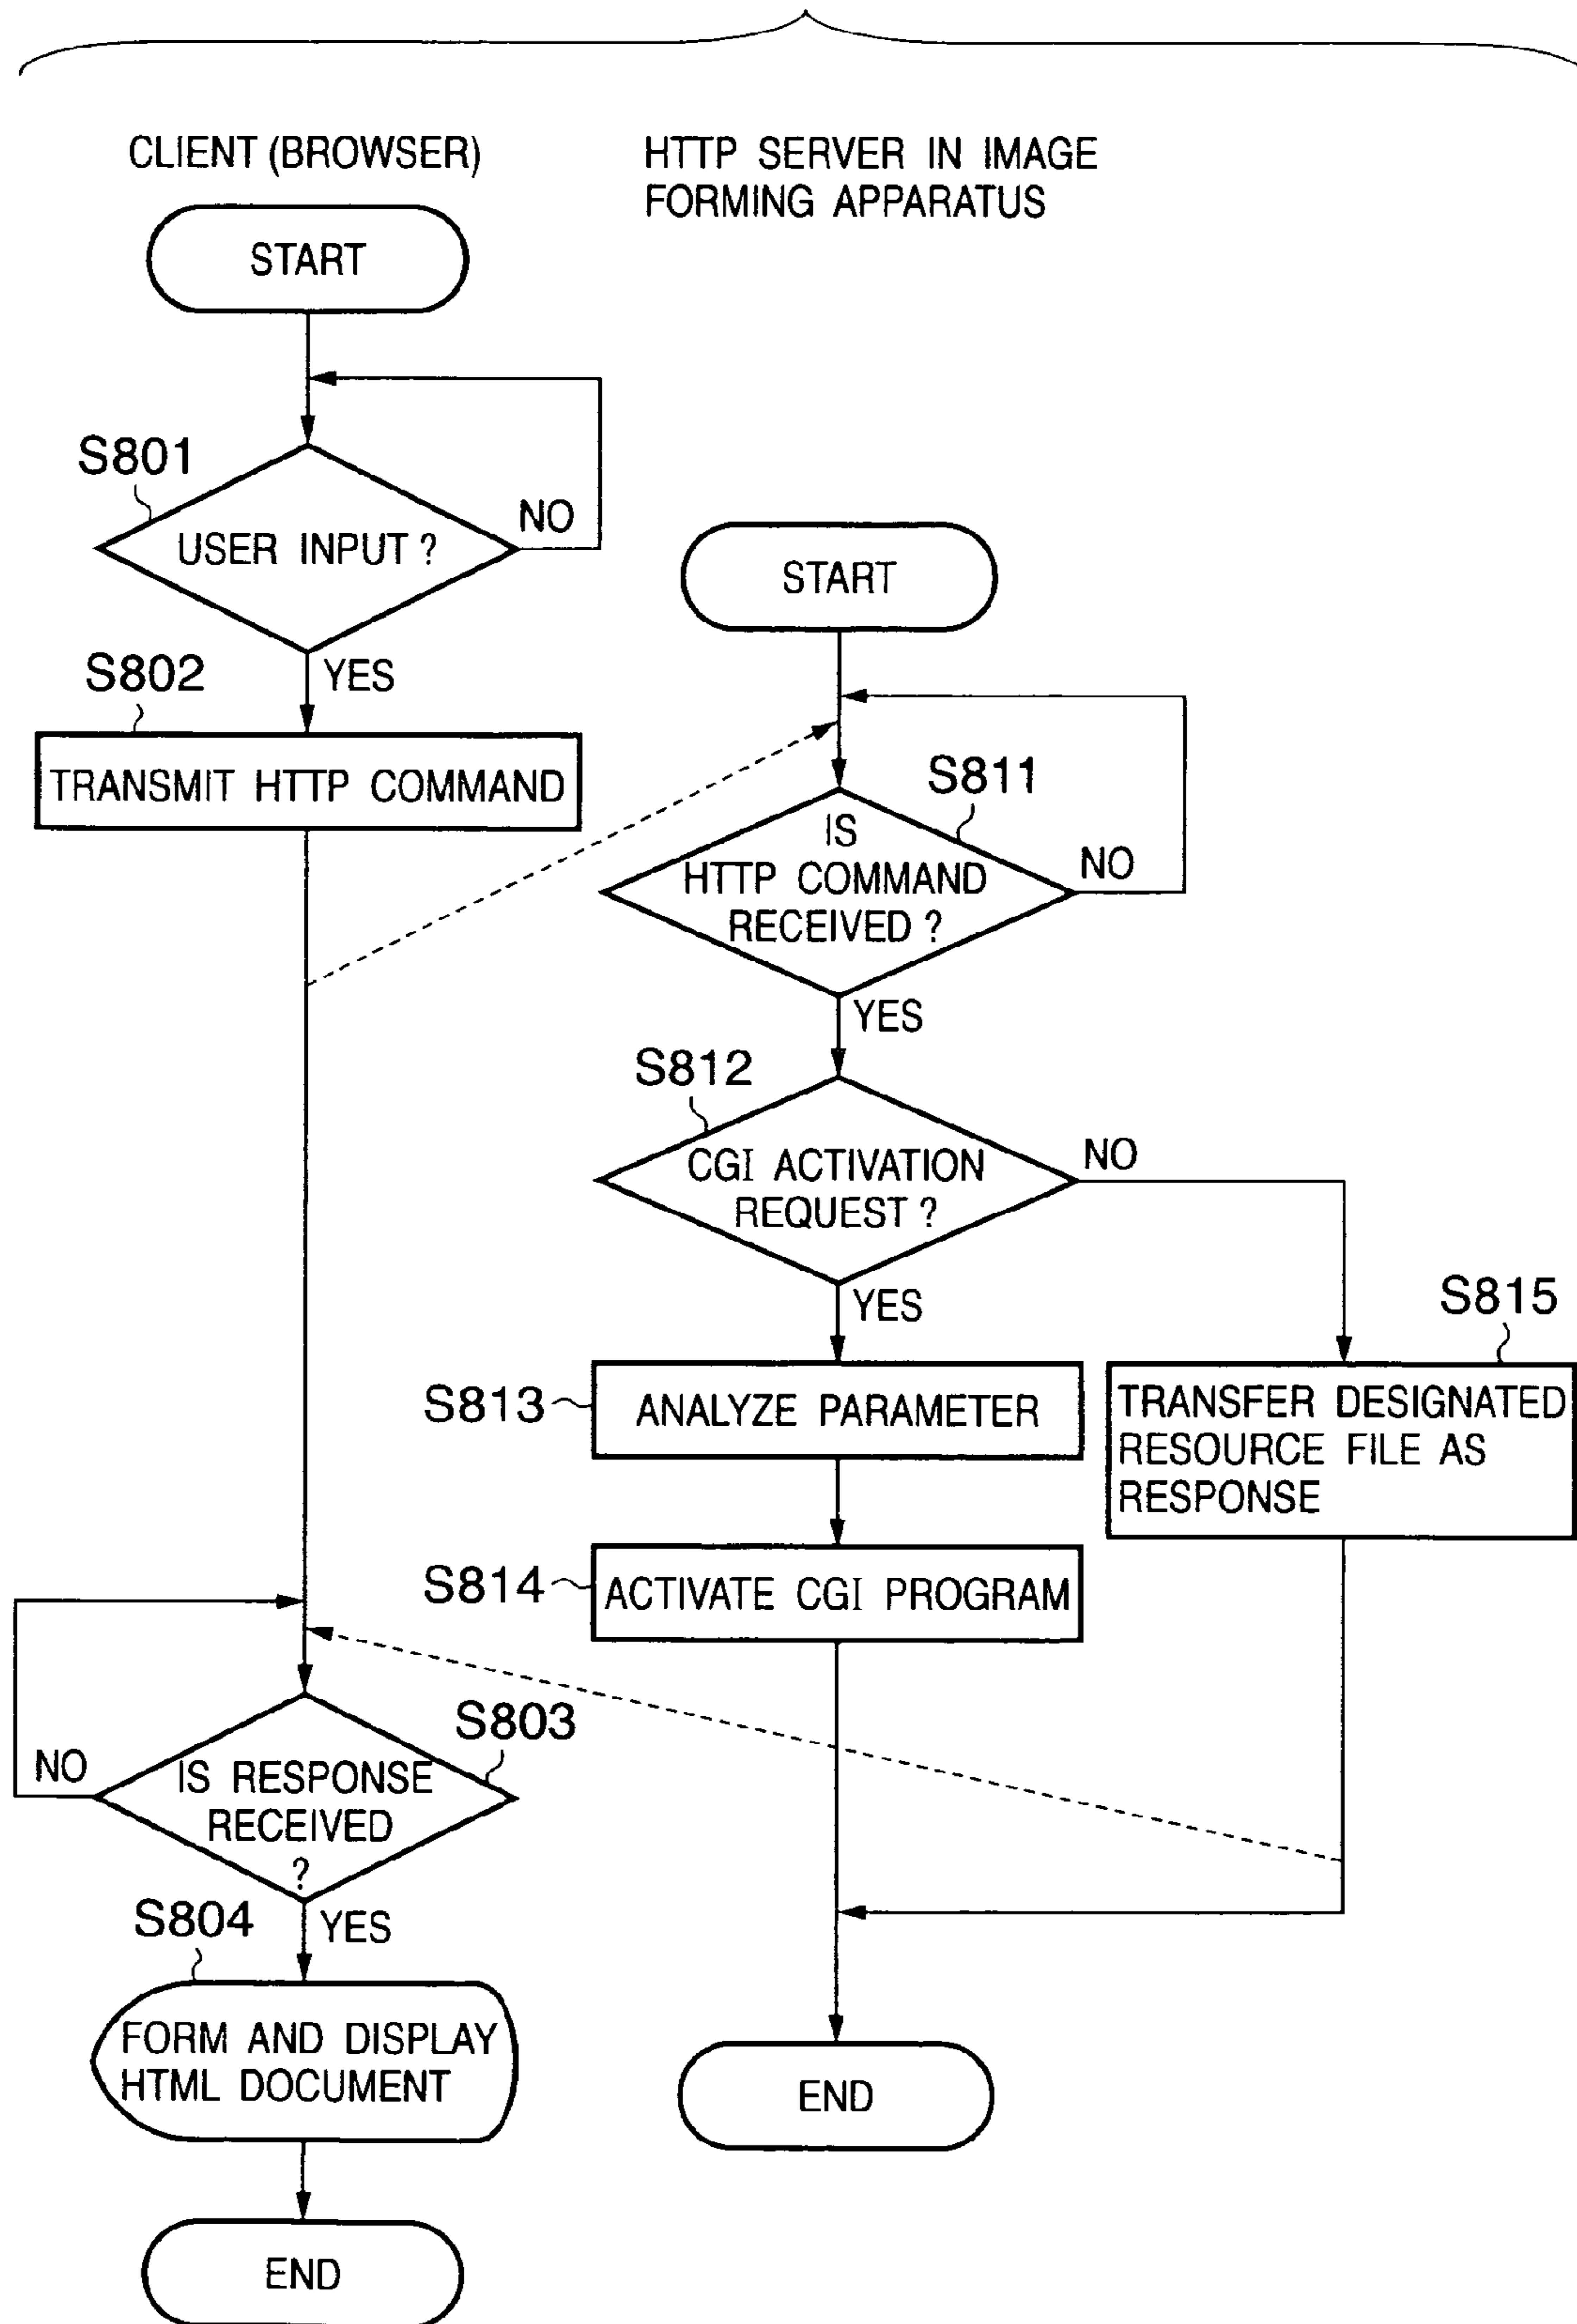 CLIENT (BROWSER)
START
S801
USER INPUT ?
NO
YES
S802
TRANSMIT HTTP COMMAND
S803
IS RESPONSE
RECEIVED
?
NO
YES
S804
FORM AND DISPLAY
HTML DOCUMENT
END
HTTP SERVER IN IMAGE
FORMING APPARATUS
START
S811
IS
HTTP COMMAND
RECEIVED ?
NO
YES
S812
CGI ACTIVATION
REQUEST ?
NO
YES
S813
ANALYZE PARAMETER
S814
ACTIVATE CGI PROGRAM
S815
TRANSFER DESIGNATED
RESOURCE FILE AS
RESPONSE
END